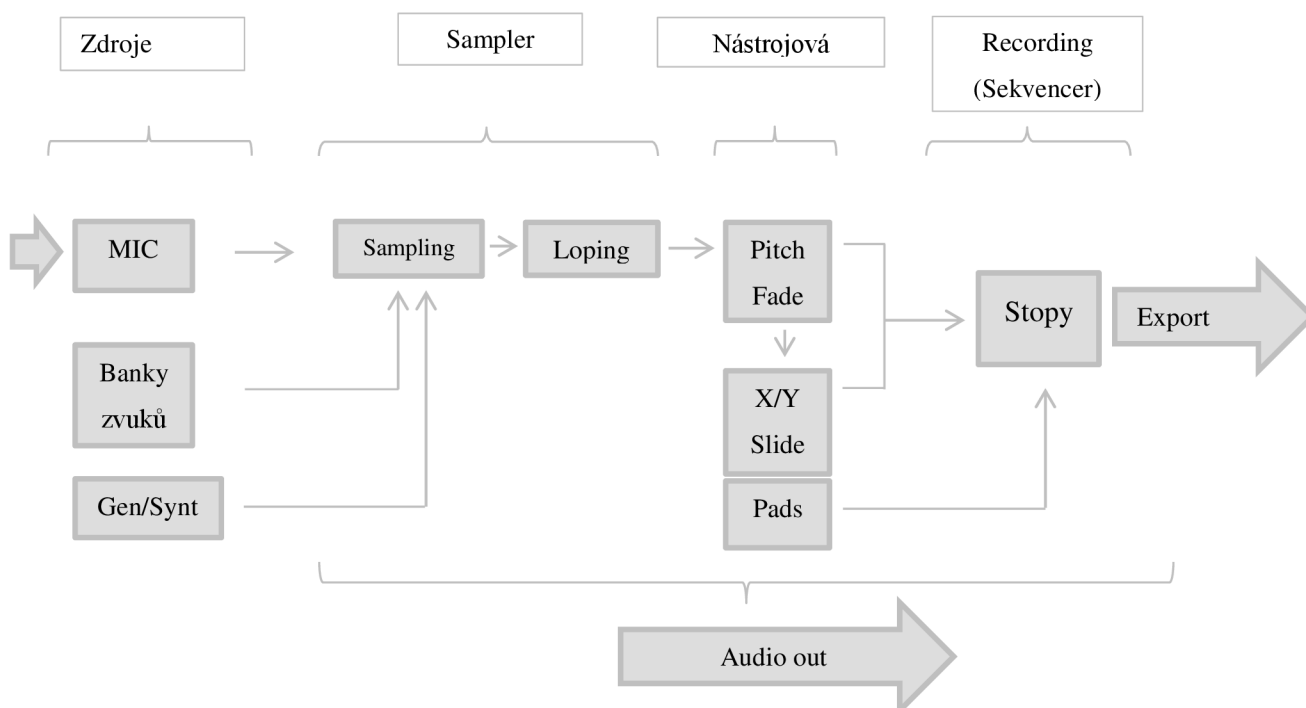 Zdroje
Sampler
Nástrojová
Recording
(Sekvencer)
MIC
Sampling
Loping
Pitch
Fade
Stopy
Export
Banky
zvuků
X/Y
Slide
Gen/Synt
Pads
Audio out